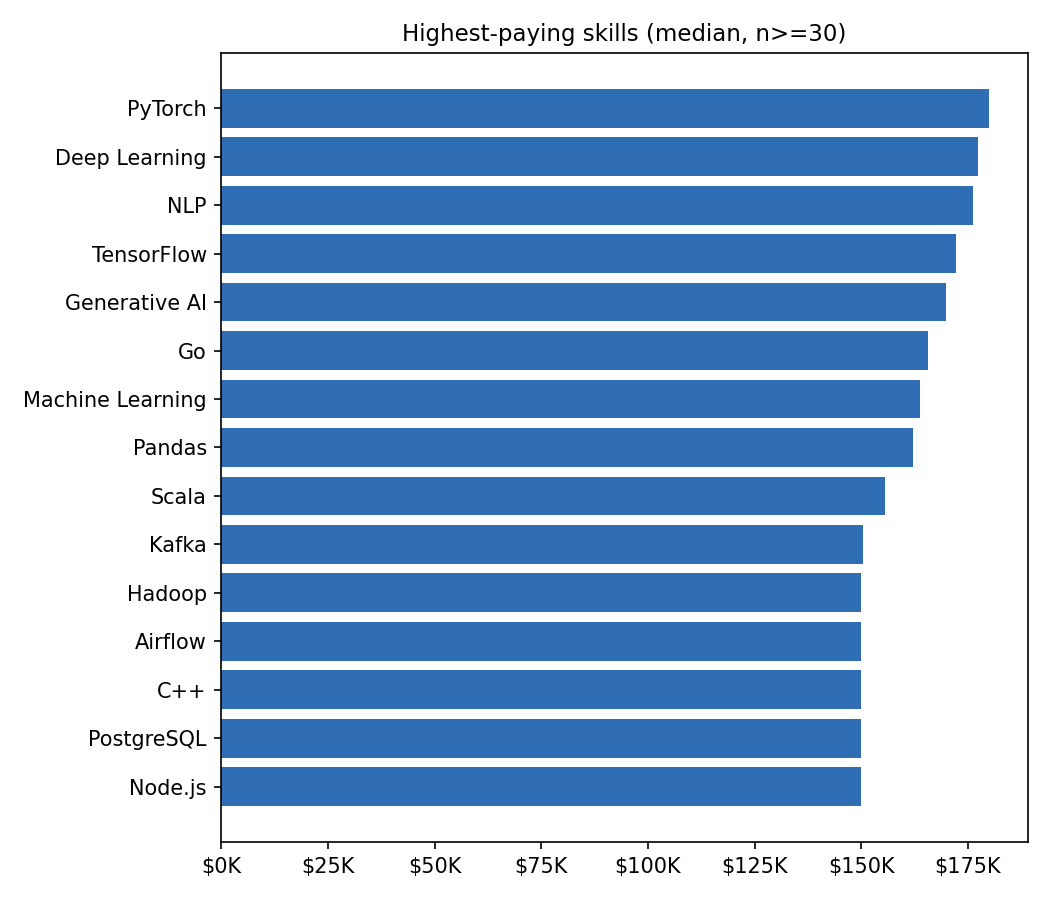 Highest-paying skills (median, n>=30)
PyTorch
Deep Learning
NLP
TensorFlow
Generative AI
Go
Machine Learning
Pandas
Scala
Kafka
Hadoop
Airflow
C++
PostgreSQL
Node.js
$0K $25K $50K $75K $100K $125K $150K $175K